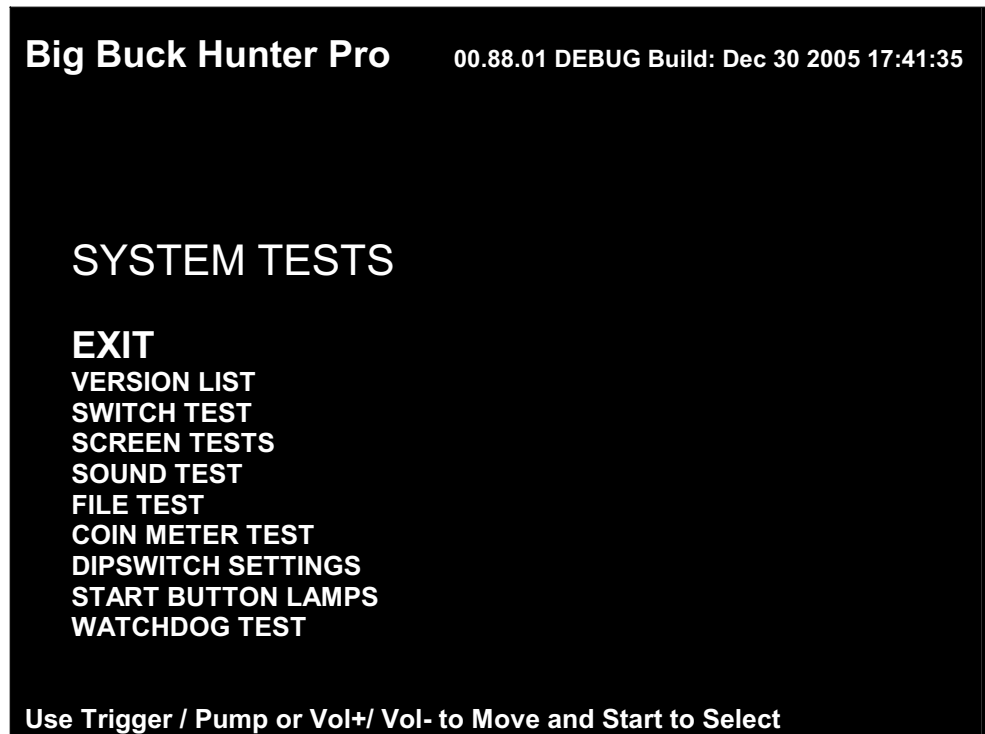 Big Buck Hunter Pro 00.88.01 DEBUG Build: Dec 30 2005 17:41:35
SYSTEM TESTS
EXIT
VERSION LIST
SWITCH TEST
SCREEN TESTS
SOUND TEST
FILE TEST
COIN METER TEST
DIPSWITCH SETTINGS
START BUTTON LAMPS
WATCHDOG TEST
Use Trigger / Pump or Vol+/ Vol- to Move and Start to Select